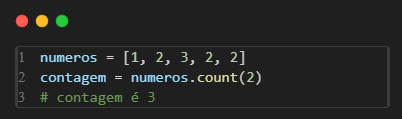 1 numeros = [1, 2, 3, 2, 2]
2 contagem = numeros.count(2)
3 # contagem é 3